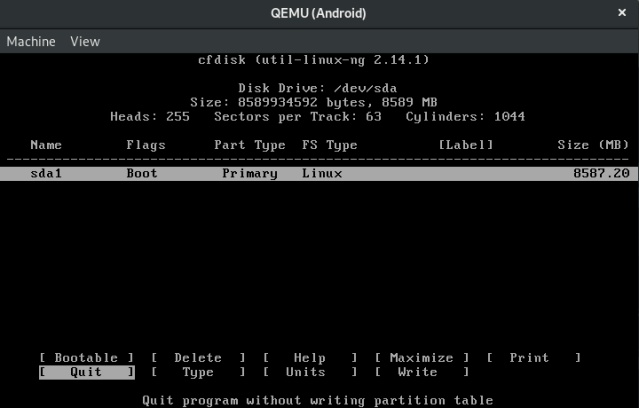 QEMU (Android)
×
Machine View
cfdisk (util-linux-ng 2.14.1)
Disk Drive: /dev/sda
Size: 8589934592 bytes, 8589 MB
Heads: 255 Sectors per Track: 63 Cylinders: 1044
Name Flags Part Type FS Type [Label] Size (MB)
sda1 Boot Primary Linux 8587.20
[ Bootable ] [ Delete ] [ Help ] [ Maximize ] [ Print ]
[ Quit ] [ Type ] [ Units ] [ Write ]
Quit program without writing partition table